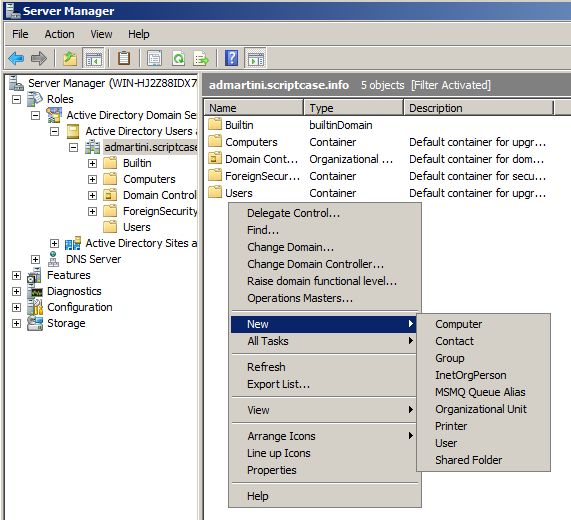 Server Manager
File Action View Help
Server Manager (WIN-HJ2Z88IDX7
Roles
Active Directory Domain Se
Active Directory Users a
admartini.scriptcase
Builtin
Computers
Domain Control
ForeignSecurity
Users
Active Directory Sites a
DNS Server
Features
Diagnostics
Configuration
Storage
admartini.scriptcase.info 5 objects [Filter Activated]
Name Type Description
Builtin builtinDomain
Computers Container Default container for upgr...
Domain Cont... Organizational ... Default container for dom...
ForeignSecur... Container Default container for secu...
Users Container Default container for upgr...
Delegate Control...
Find...
Change Domain...
Change Domain Controller...
Raise domain functional level...
Operations Masters...
New
All Tasks
Refresh
Export List...
View
Arrange Icons
Line up Icons
Properties
Help
Computer
Contact
Group
InetOrgPerson
MSMQ Queue Alias
Organizational Unit
Printer
User
Shared Folder